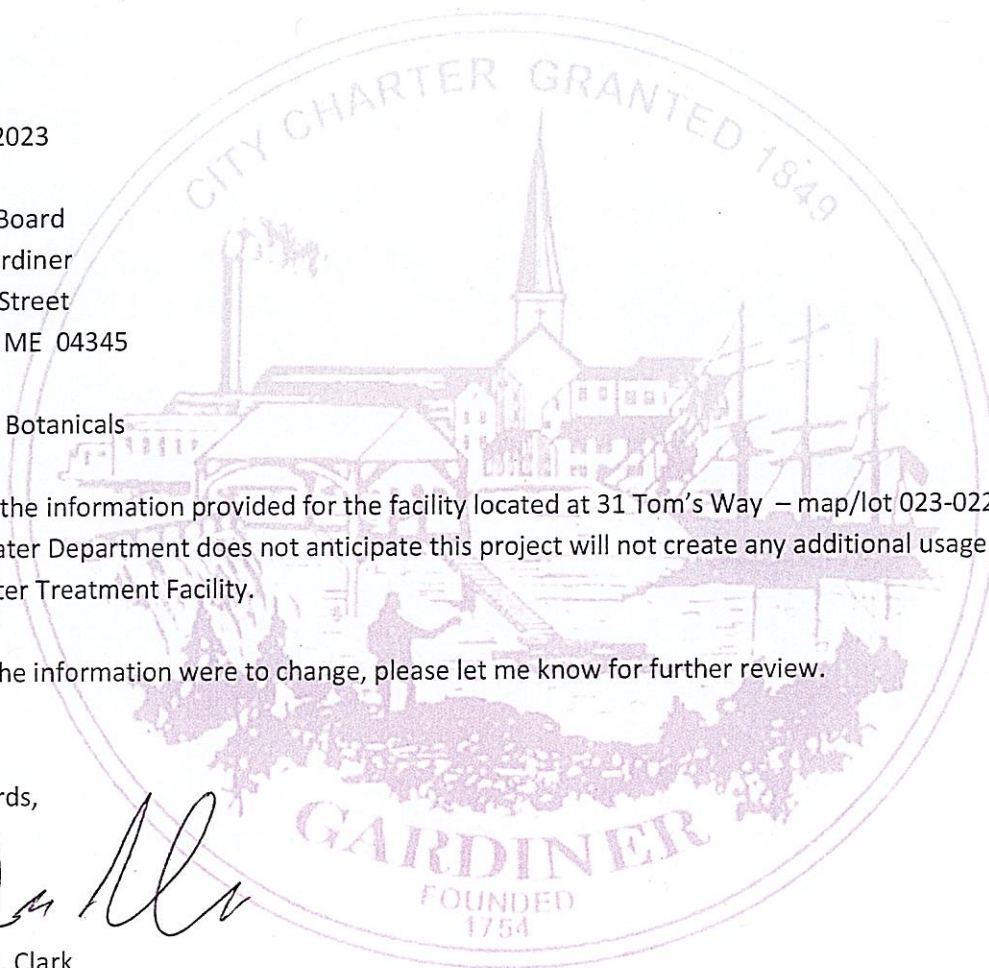 CITY CHARTER GRANTED 1849
2023
Board
rdiner
Street
ME 04345
Botanicals
the information provided for the facility located at 31 Tom's Way – map/lot 023-022
ater Department does not anticipate this project will not create any additional usage
ter Treatment Facility.
he information were to change, please let me know for further review.
rds,
GARDINER
FOUNDED
1754
Clark